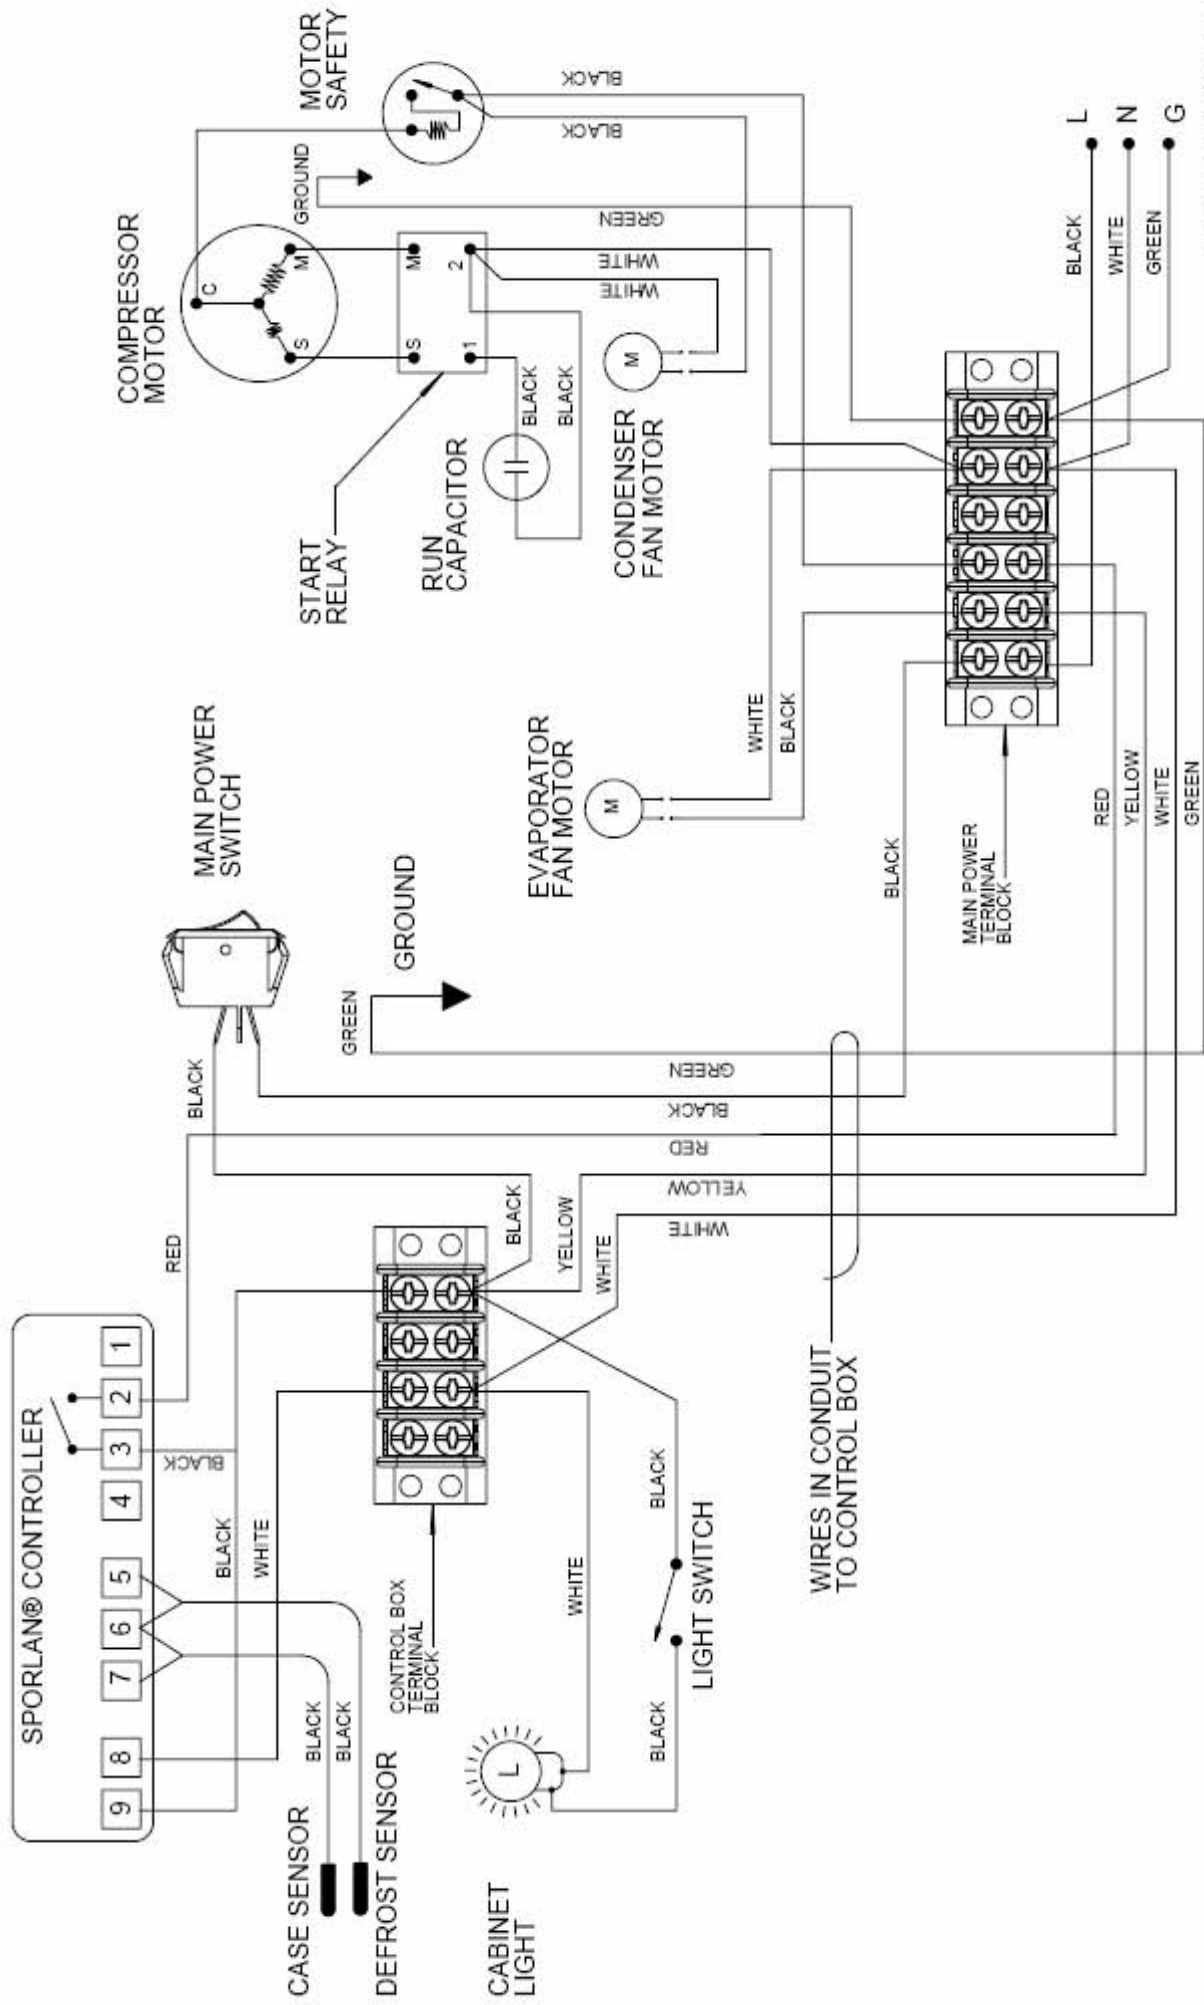 SPORLAN® CONTROLLER
9
8
7
6
5
4
3
2
1
BLACK
RED
BLACK
WHITE
BLACK
MAIN POWER
SWITCH
COMPRESSOR
MOTOR
C
S
M
MOTOR
SAFETY
GROUND
CASE SENSOR
DEFROST SENSOR
BLACK
BLACK
GREEN
GROUND
START
RELAY
S
M
1
2
CONTROL BOX
TERMINAL
BLOCK
RUN
CAPACITOR
BLACK
BLACK
CABINET
LIGHT
L
WHITE
BLACK
YELLOW
WHITE
EVAPORATOR
FAN MOTOR
M
CONDENSER
FAN MOTOR
M
GREEN
WHITE
WHITE
BLACK
BLACK
BLACK
BLACK
LIGHT SWITCH
WHITE
YELLOW
RED
BLACK
GREEN
WHITE
BLACK
WIRES IN CONDUIT
TO CONTROL BOX
BLACK
MAIN POWER
TERMINAL
BLOCK
RED
YELLOW
WHITE
GREEN
BLACK
L
WHITE
N
GREEN
G